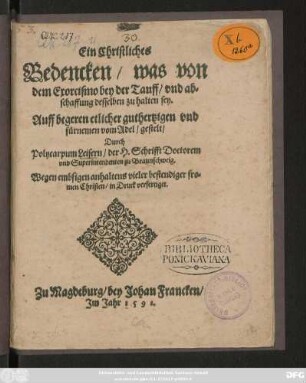 30.
Ein Christliches
Bedencken / was von
dem Exorcismo bey der Tauff / vnd ab-
schaffung desselben zu halten sey.
Auff begeren etlicher guthertzigen vnd
fürnemen vom Adel / gestelt /
Durch
Polycarpum Leisern / der H. Schrifft Doctorem
vnd Superintendenten zu Braunschweig.
Wegen embsigen anhaltens vieler bestendiger fro-
men Christen / in Druck verfertiget.
BIBLIOTHECA
PONICKAVIANA
Zu Magdeburg / bey Johan Francken /
Im Jahr 1591.